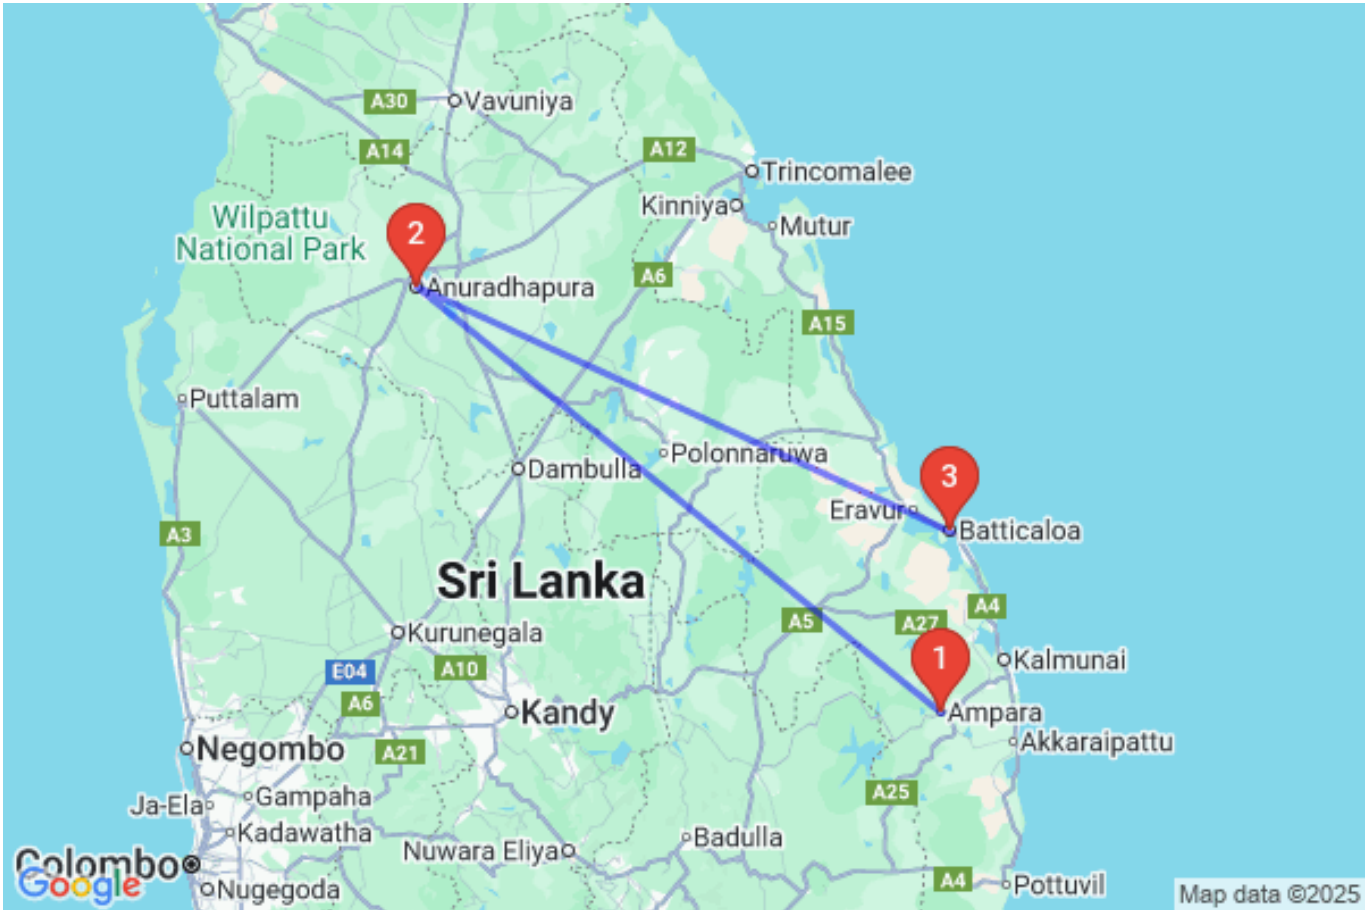 A30
Vavuniya
A14
A12
Trincomalee
Kinniya
Mutur
Wilpattu
National Park
2
A6
Anuradhapura
A15
Puttalam
Polonnaruwa
Dambulla
3
Eravur
Batticaloa
A3
Sri Lanka
A4
A5
A27
Kurunegala
1
Kalmunai
E04
A10
A6
Kandy
Ampara
Akkaraipattu
Negombo
A21
A25
Gampaha
Ja-Ela
Kadawatha
Badulla
Nuwara Eliya
Colombo
Google
Nugegoda
A4
Pottuvil
Map data ©2025